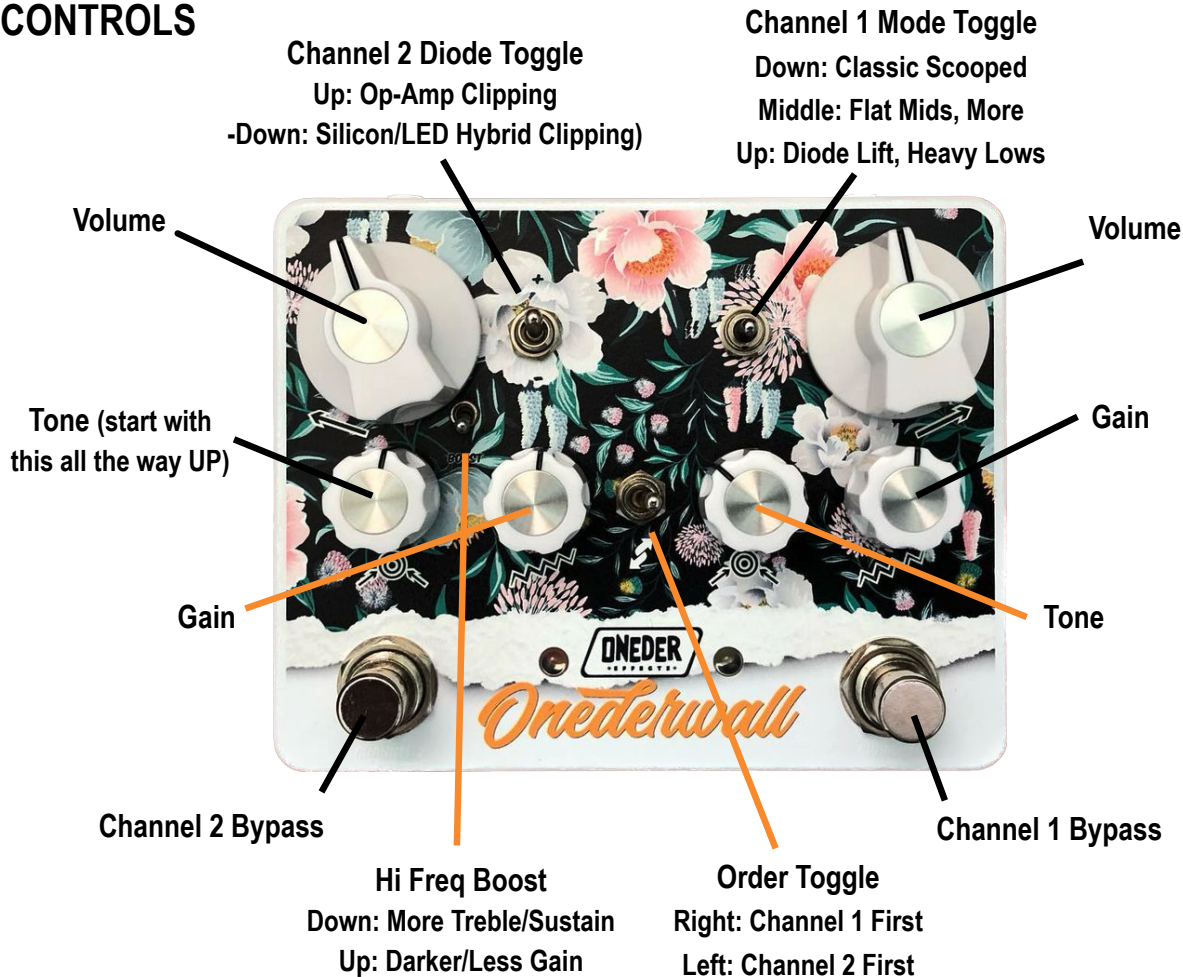 CONTROLS
Channel 2 Diode Toggle
Up: Op-Amp Clipping
-Down: Silicon/LED Hybrid Clipping)
Channel 1 Mode Toggle
Down: Classic Scooped
Middle: Flat Mids, More
Up: Diode Lift, Heavy Lows
Volume
Volume
+
-
Tone (start with
this all the way UP)
Gain
BOOST
Gain
Tone
ONEDER
•EFFECTS•
Onederwall
Channel 2 Bypass
Channel 1 Bypass
Hi Freq Boost
Down: More Treble/Sustain
Up: Darker/Less Gain
Order Toggle
Right: Channel 1 First
Left: Channel 2 First